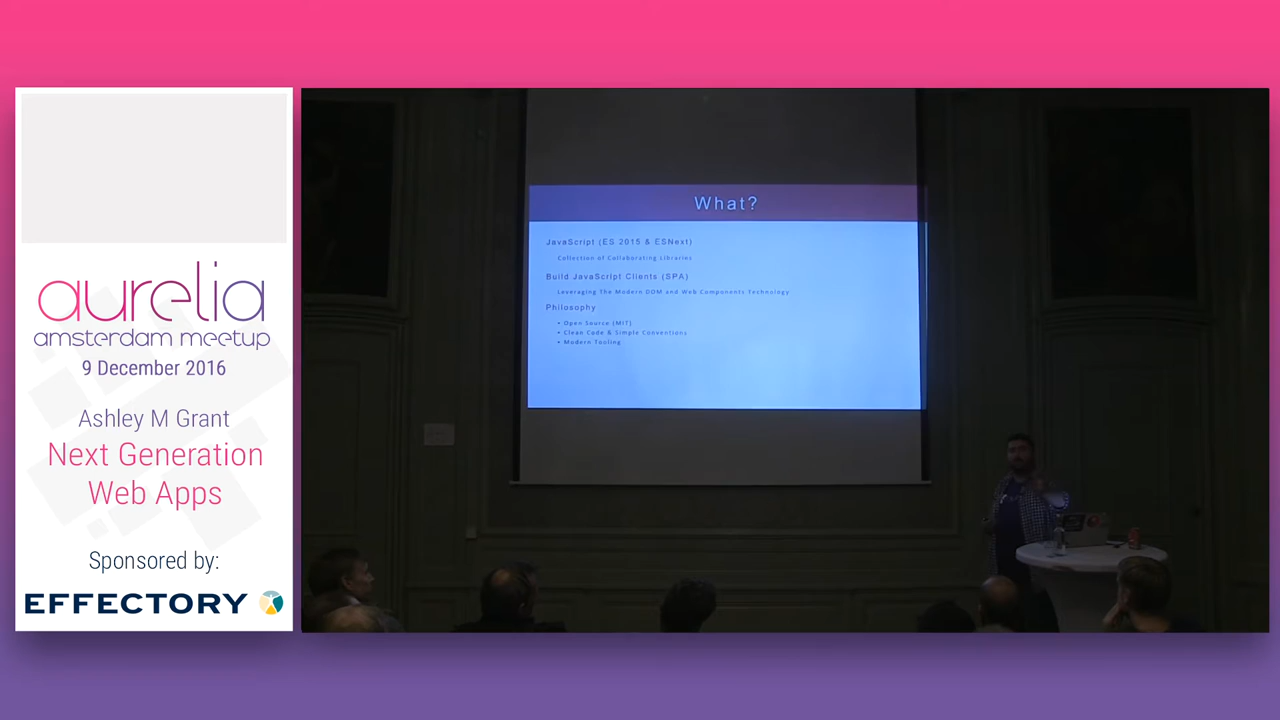 aurelia
amsterdam meetup
9 December 2016
Ashley M Grant
Next Generation
Web Apps
Sponsored by:
EFFECTORY
What?
JavaScript (ES 2015 & ESNext)
Collection of Collaborating Libraries
Build JavaScript Clients (SPA)
Leveraging The Modern DOM and Web Components Technology
Philosophy
• Open Source (MIT)
• Clean Code & Simple Conventions
• Modern Tooling